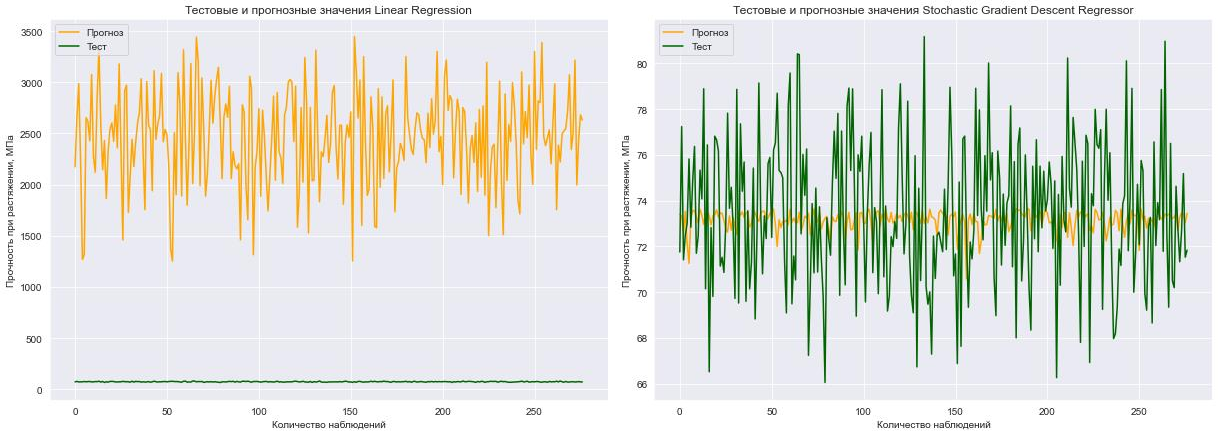 Тестовые и прогнозные значения Linear Regression
Прогноз
Тест
Прочность при растяжении, МПа
3500
3000
2500
2000
1500
1000
500
0
0 50 100 150 200 250
Количество наблюдений
Тестовые и прогнозные значения Stochastic Gradient Descent Regressor
Прогноз
Тест
Прочность при растяжении, МПа
80
78
76
74
72
70
68
66
0 50 100 150 200 250
Количество наблюдений